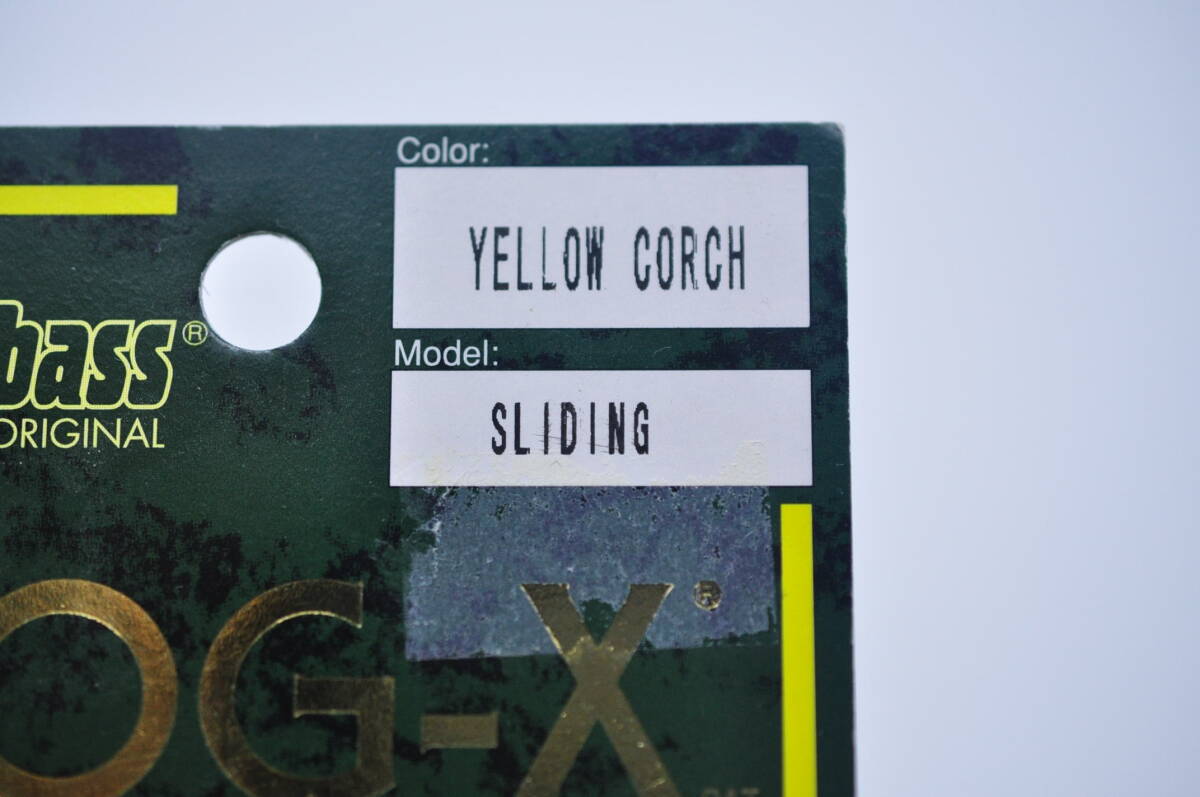 Color:
YELLOW CORCH
bass®
Model:
ORIGINAL
SLIDING
OG-X®